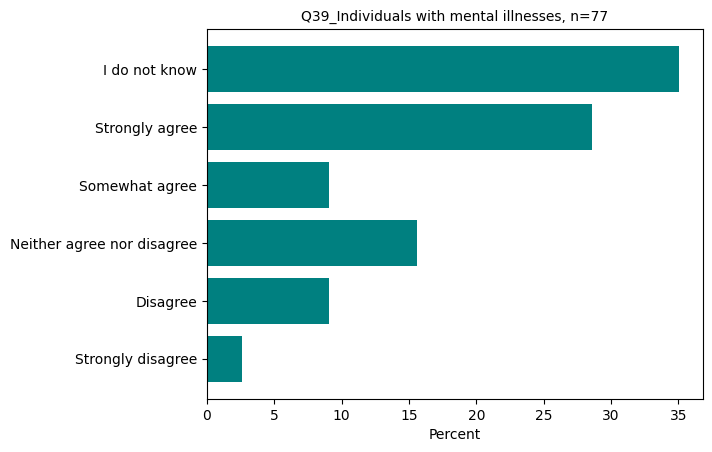 Q39_Individuals with mental illnesses, n=77
I do not know
Strongly agree
Somewhat agree
Neither agree nor disagree
Disagree
Strongly disagree
0 5 10 15 20 25 30 35
Percent